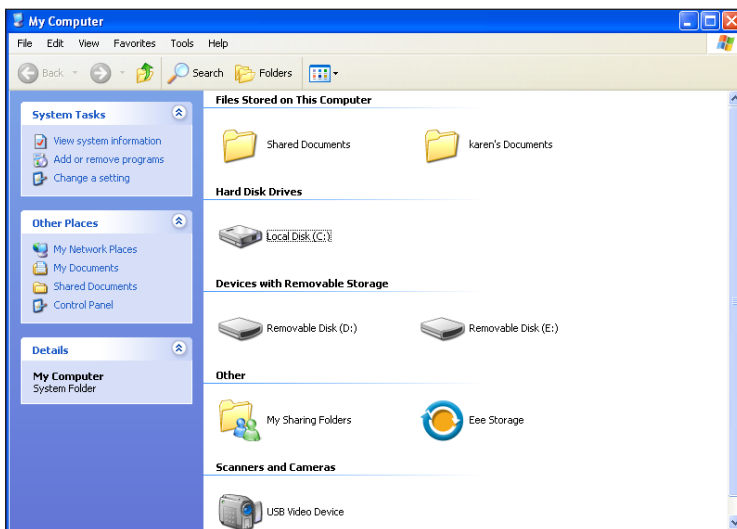 My Computer
File Edit View Favorites Tools Help
Back Search Folders
System Tasks
View system information
Add or remove programs
Change a setting
Other Places
My Network Places
My Documents
Shared Documents
Control Panel
Details
My Computer
System Folder
Files Stored on This Computer
Shared Documents karen's Documents
Hard Disk Drives
Local Disk (C:)
Devices with Removable Storage
Removable Disk (D:) Removable Disk (E:)
Other
My Sharing Folders Eee Storage
Scanners and Cameras
USB Video Device